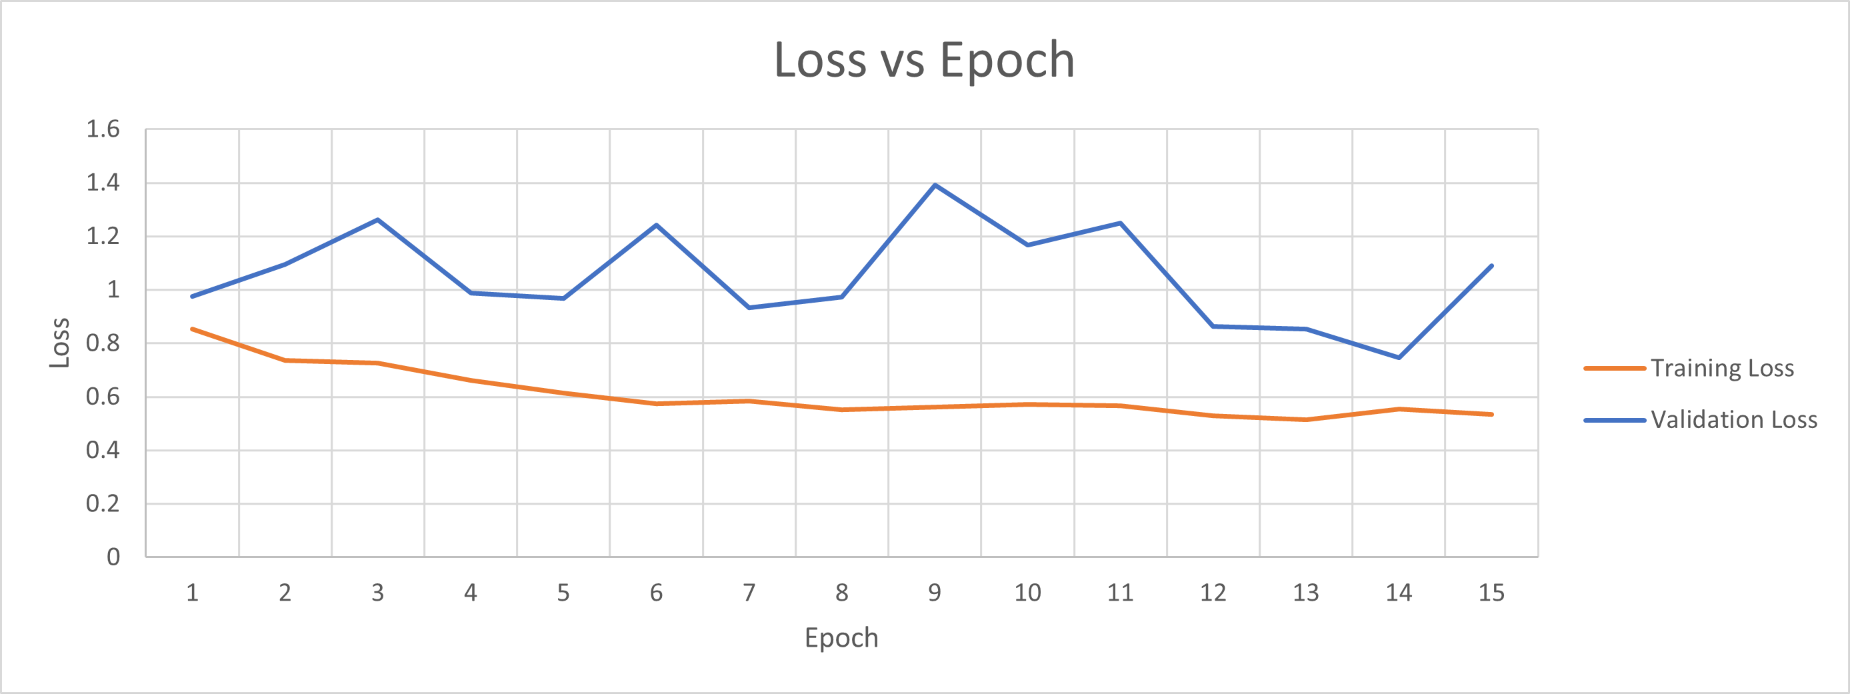 Loss vs Epoch
1.6
1.4
1.2
1
0.8
0.6
0.4
0.2
0
Loss
1 2 3 4 5 6 7 8 9 10 11 12 13 14 15
Epoch
Training Loss
Validation Loss